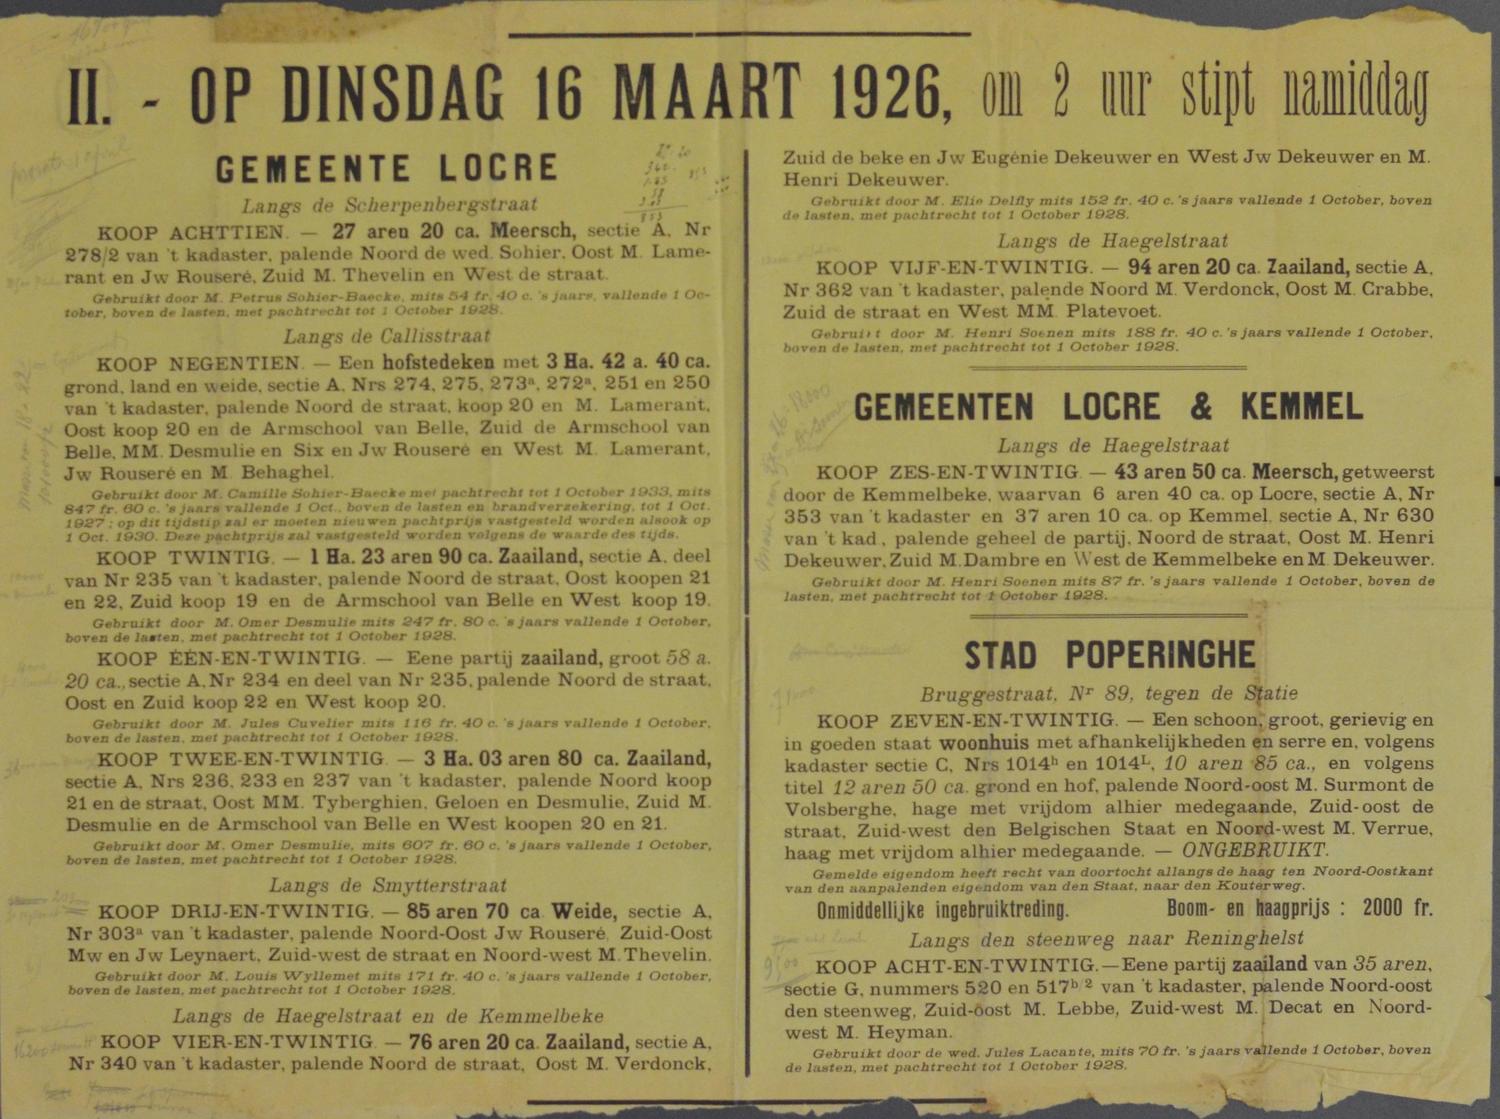 II. - OP DINSDAG 16 MAART 1926, om 2 uur stipt namiddag
GEMEENTE LOCRE
Langs de Scherpenbergstraat
KOOP ACHTTIEN. — 27 aren 20 ca. Meersch, sectie A, Nr
278/2 van 't kadaster, palende Noord de wed. Sohier, Oost M. Lame-
rant en Jw Rouseré, Zuid M. Thevelin en West de straat.
Gebruikt door M. Petrus Sohier-Baecke, mits 54 fr. 40 c. 's jaars, vallende 1 Oc-
tober, boven de lasten, met pachtrecht tot 1 October 1928.
Langs de Callisstraat
KOOP NEGENTIEN. — Een hofstedeken met 3 Ha. 42 a. 40 ca.
grond, land en weide, sectie A, Nrs 274, 275, 273ª, 272ª, 251 en 250
van 't kadaster, palende Noord de straat, koop 20 en M. Lamerant,
Oost koop 20 en de Armschool van Belle, Zuid de Armschool van
Belle, MM. Desmulie en Six en Jw Rouseré en West M. Lamerant,
Jw Rouseré en M. Behaghel.
Gebruikt door M. Camille Sohier-Baecke met pachtrecht tot 1 October 1933, mits
847 fr. 60 c. 's jaars vallende 1 Oct., boven de lasten en brandverzekering, tot 1 Oct.
1927 ; op dit tijdstip zal er moeten nieuwen pachtprijs vastgesteld worden alsook op
1 Oct. 1930. Deze pachtprijs zal vastgesteld worden volgens de waarde des tijds.
KOOP TWINTIG. — 1 Ha. 23 aren 90 ca. Zaailand, sectie A, deel
van Nr 235 van 't kadaster, palende Noord de straat, Oost koopen 21
en 22, Zuid koop 19 en de Armschool van Belle en West koop 19.
Gebruikt door M. Omer Desmulie mits 247 fr. 80 c. 's jaars vallende 1 October,
boven de lasten, met pachtrecht tot 1 October 1928.
KOOP ÉÉN-EN-TWINTIG. — Eene partij zaailand, groot 58 a.
20 ca., sectie A, Nr 234 en deel van Nr 235, palende Noord de straat,
Oost en Zuid koop 22 en West koop 20.
Gebruikt door M. Jules Cuvelier mits 116 fr. 40 c. 's jaars vallende 1 October,
boven de lasten, met pachtrecht tot 1 October 1928.
KOOP TWEE-EN-TWINTIG. — 3 Ha. 03 aren 80 ca. Zaailand,
sectie A, Nrs 236, 233 en 237 van 't kadaster, palende Noord koop
21 en de straat, Oost MM. Tyberghien, Geloen en Desmulie, Zuid M.
Desmulie en de Armschool van Belle en West koopen 20 en 21.
Gebruikt door M. Omer Desmulie, mits 607 fr. 60 c. 's jaars vallende 1 October,
boven de lasten, met pachtrecht tot 1 October 1928.
Langs de Smytterstraat
KOOP DRIJ-EN-TWINTIG. — 85 aren 70 ca. Weide, sectie A,
Nr 303ª van 't kadaster, palende Noord-Oost Jw Rouseré, Zuid-Oost
Mw en Jw Leynaert, Zuid-west de straat en Noord-west M. Thevelin.
Gebruikt door M. Louis Wyllemet mits 171 fr. 40 c. 's jaars vallende 1 October,
boven de lasten, met pachtrecht tot 1 October 1928.
Langs de Haegelstraat en de Kemmelbeke
KOOP VIER-EN-TWINTIG. — 76 aren 20 ca. Zaailand, sectie A,
Nr 340 van 't kadaster, palende Noord de straat, Oost M. Verdonck,
Zuid de beke en Jw Eugénie Dekeuwer en West Jw Dekeuwer en M.
Henri Dekeuwer.
Gebruikt door M. Elie Delfly mits 152 fr. 40 c. 's jaars vallende 1 October, boven
de lasten, met pachtrecht tot 1 October 1928.
Langs de Haegelstraat
KOOP VIJF-EN-TWINTIG. — 94 aren 20 ca. Zaailand, sectie A,
Nr 362 van 't kadaster, palende Noord M. Verdonck, Oost M. Crabbe,
Zuid de straat en West MM. Platevoet.
Gebruikt door M. Henri Soenen mits 188 fr. 40 c. 's jaars vallende 1 October,
boven de lasten, met pachtrecht tot 1 October 1928.
GEMEENTEN LOCRE & KEMMEL
Langs de Haegelstraat
KOOP ZES-EN-TWINTIG. — 43 aren 50 ca. Meersch, getweerst
door de Kemmelbeke, waarvan 6 aren 40 ca. op Locre, sectie A, Nr
353 van 't kadaster en 37 aren 10 ca. op Kemmel, sectie A, Nr 630
van 't kad., palende geheel de partij, Noord de straat, Oost M. Henri
Dekeuwer, Zuid M. Dambre en West de Kemmelbeke en M. Dekeuwer.
Gebruikt door M. Henri Soenen mits 87 fr. 's jaars vallende 1 October, boven de
lasten, met pachtrecht tot 1 October 1928.
STAD POPERINGHE
Bruggestraat, Nr 89, tegen de Statie
KOOP ZEVEN-EN-TWINTIG. — Een schoon, groot, gerievig en
in goeden staat woonhuis met afhankelijkheden en serre en, volgens
kadaster sectie C, Nrs 1014ʰ en 1014ᴸ, 10 aren 85 ca., en volgens
titel 12 aren 50 ca. grond en hof, palende Noord-oost M. Surmont de
Volsberghe, hage met vrijdom alhier medegaande, Zuid-oost de
straat, Zuid-west den Belgischen Staat en Noord-west M. Verrue,
haag met vrijdom alhier medegaande. — ONGEBRUIKT.
Gemelde eigendom heeft recht van doortocht allangs de haag ten Noord-Oostkant
van den aanpalenden eigendom van den Staat, naar den Kouterweg.
Onmiddellijke ingebruiktreding. Boom- en haagprijs : 2000 fr.
Langs den steenweg naar Reninghelst
KOOP ACHT-EN-TWINTIG. — Eene partij zaailand van 35 aren,
sectie G, nummers 520 en 517ᵇ/² van 't kadaster, palende Noord-oost
den steenweg, Zuid-oost M. Lebbe, Zuid-west M. Decat en Noord-
west M. Heyman.
Gebruikt door de wed. Jules Lacante, mits 70 fr. 's jaars vallende 1 October, boven
de lasten, met pachtrecht tot 1 October 1928.